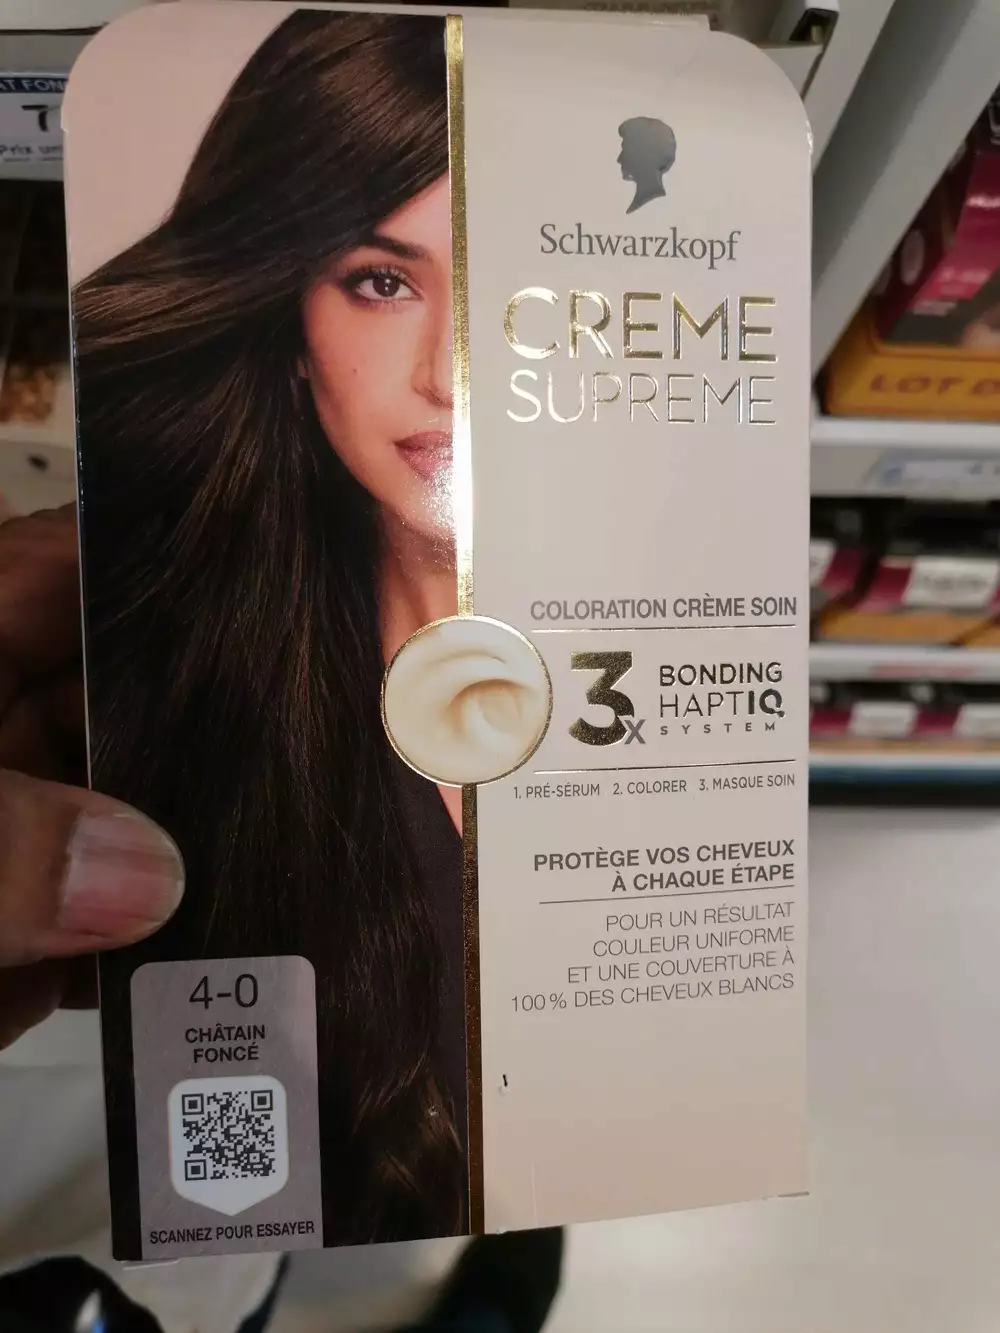 Schwarzkopf
CREME
SUPREME
COLORATION CRÈME SOIN
3x
BONDING
HAPTIQ
SYSTEM
1. PRÉ-SÉRUM 2. COLORER 3. MASQUE SOIN
PROTÈGE VOS CHEVEUX
À CHAQUE ÉTAPE
POUR UN RÉSULTAT
COULEUR UNIFORME
ET UNE COUVERTURE À
100% DES CHEVEUX BLANCS
4-0
CHÂTAIN
FONCÉ
SCANNEZ POUR ESSAYER
LOT